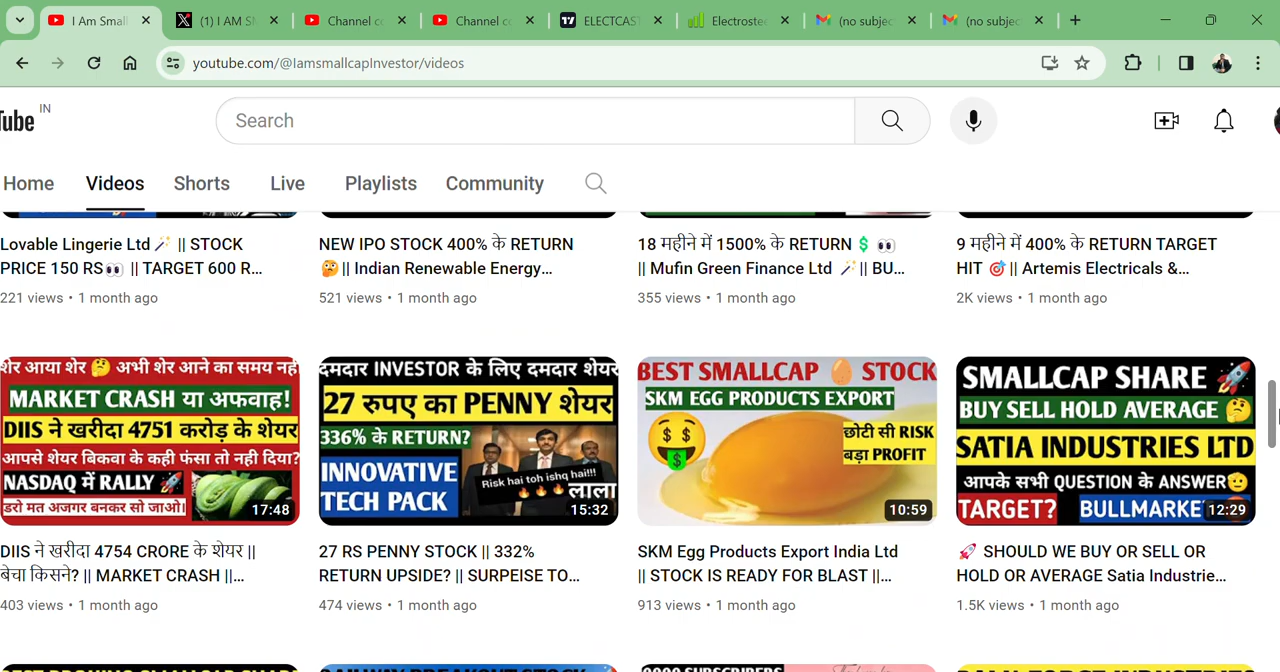 I Am Small
(1) I AM SM
Channel co
Channel co
ELECTCAS
Electrostee
(no subjec
(no subjec
youtube.com/@IamsmallcapInvestor/videos
Tube IN
Search
Home
Videos
Shorts
Live
Playlists
Community
Lovable Lingerie Ltd🪄 || STOCK
PRICE 150 RS👀 || TARGET 600 R...
221 views • 1 month ago
NEW IPO STOCK 400% के RETURN
🤔|| Indian Renewable Energy...
521 views • 1 month ago
18 महीने में 1500% के RETURN💲 👀
|| Mufin Green Finance Ltd 🪄|| BU...
355 views • 1 month ago
9 महीने में 400% के RETURN TARGET
HIT 🎯|| Artemis Electricals &...
2K views • 1 month ago
शेर आया शेर 🤔 अभी शेर आने का समय नही
MARKET CRASH या अफवाह!
DIIS ने खरीदा 4751 करोड़ के शेयर
आपसे शेयर बिकवा के कही फंसा तो नही दिया?
NASDAQ में RALLY 🚀
डरो मत अजगर बनकर सो जाओ!
17:48
दमदार INVESTOR के लिए दमदार शेयर
27 रुपए का PENNY शेयर
336% के RETURN?
INNOVATIVE
TECH PACK
Risk hai toh ishq hai!!!
🔥🔥🔥लाला
15:32
BEST SMALLCAP 🥚 STOCK
SKM EGG PRODUCTS EXPORT
छोटी सी RISK
बड़ा PROFIT
10:59
SMALLCAP SHARE 🚀
BUY SELL HOLD AVERAGE 🤔
SATIA INDUSTRIES LTD
आपके सभी QUESTION के ANSWER🫡
TARGET?
BULLMARKE
12:29
DIIS ने खरीदा 4754 CRORE के शेयर ||
बेचा किसने? || MARKET CRASH ||...
403 views • 1 month ago
27 RS PENNY STOCK || 332%
RETURN UPSIDE? || SURPEISE TO...
474 views • 1 month ago
SKM Egg Products Export India Ltd
|| STOCK IS READY FOR BLAST ||...
913 views • 1 month ago
🚀 SHOULD WE BUY OR SELL OR
HOLD OR AVERAGE Satia Industrie...
1.5K views • 1 month ago